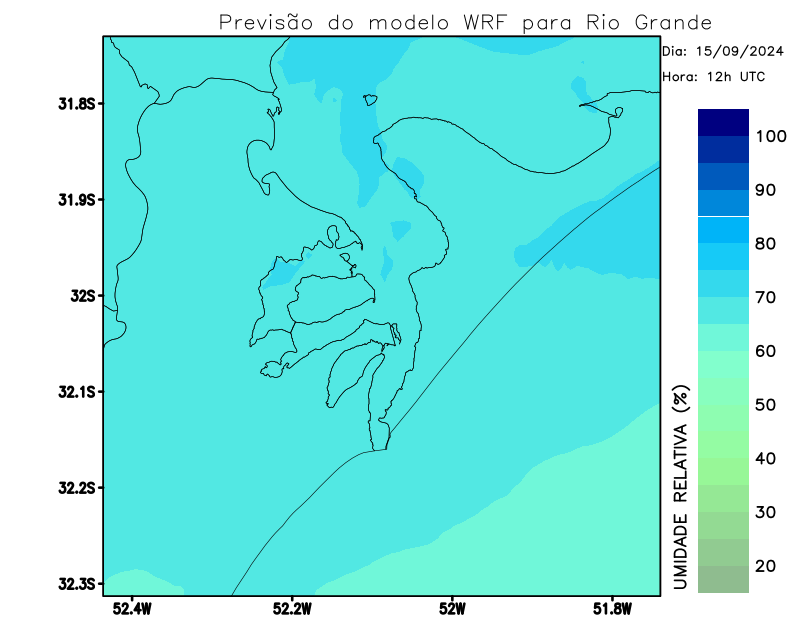 Previsão do modelo WRF para Rio Grande
Dia: 15/09/2024
Hora: 12h UTC
31.8S
31.9S
32S
32.1S
32.2S
32.3S
52.4W
52.2W
52W
51.8W
UMIDADE RELATIVA (%)
100
90
80
70
60
50
40
30
20